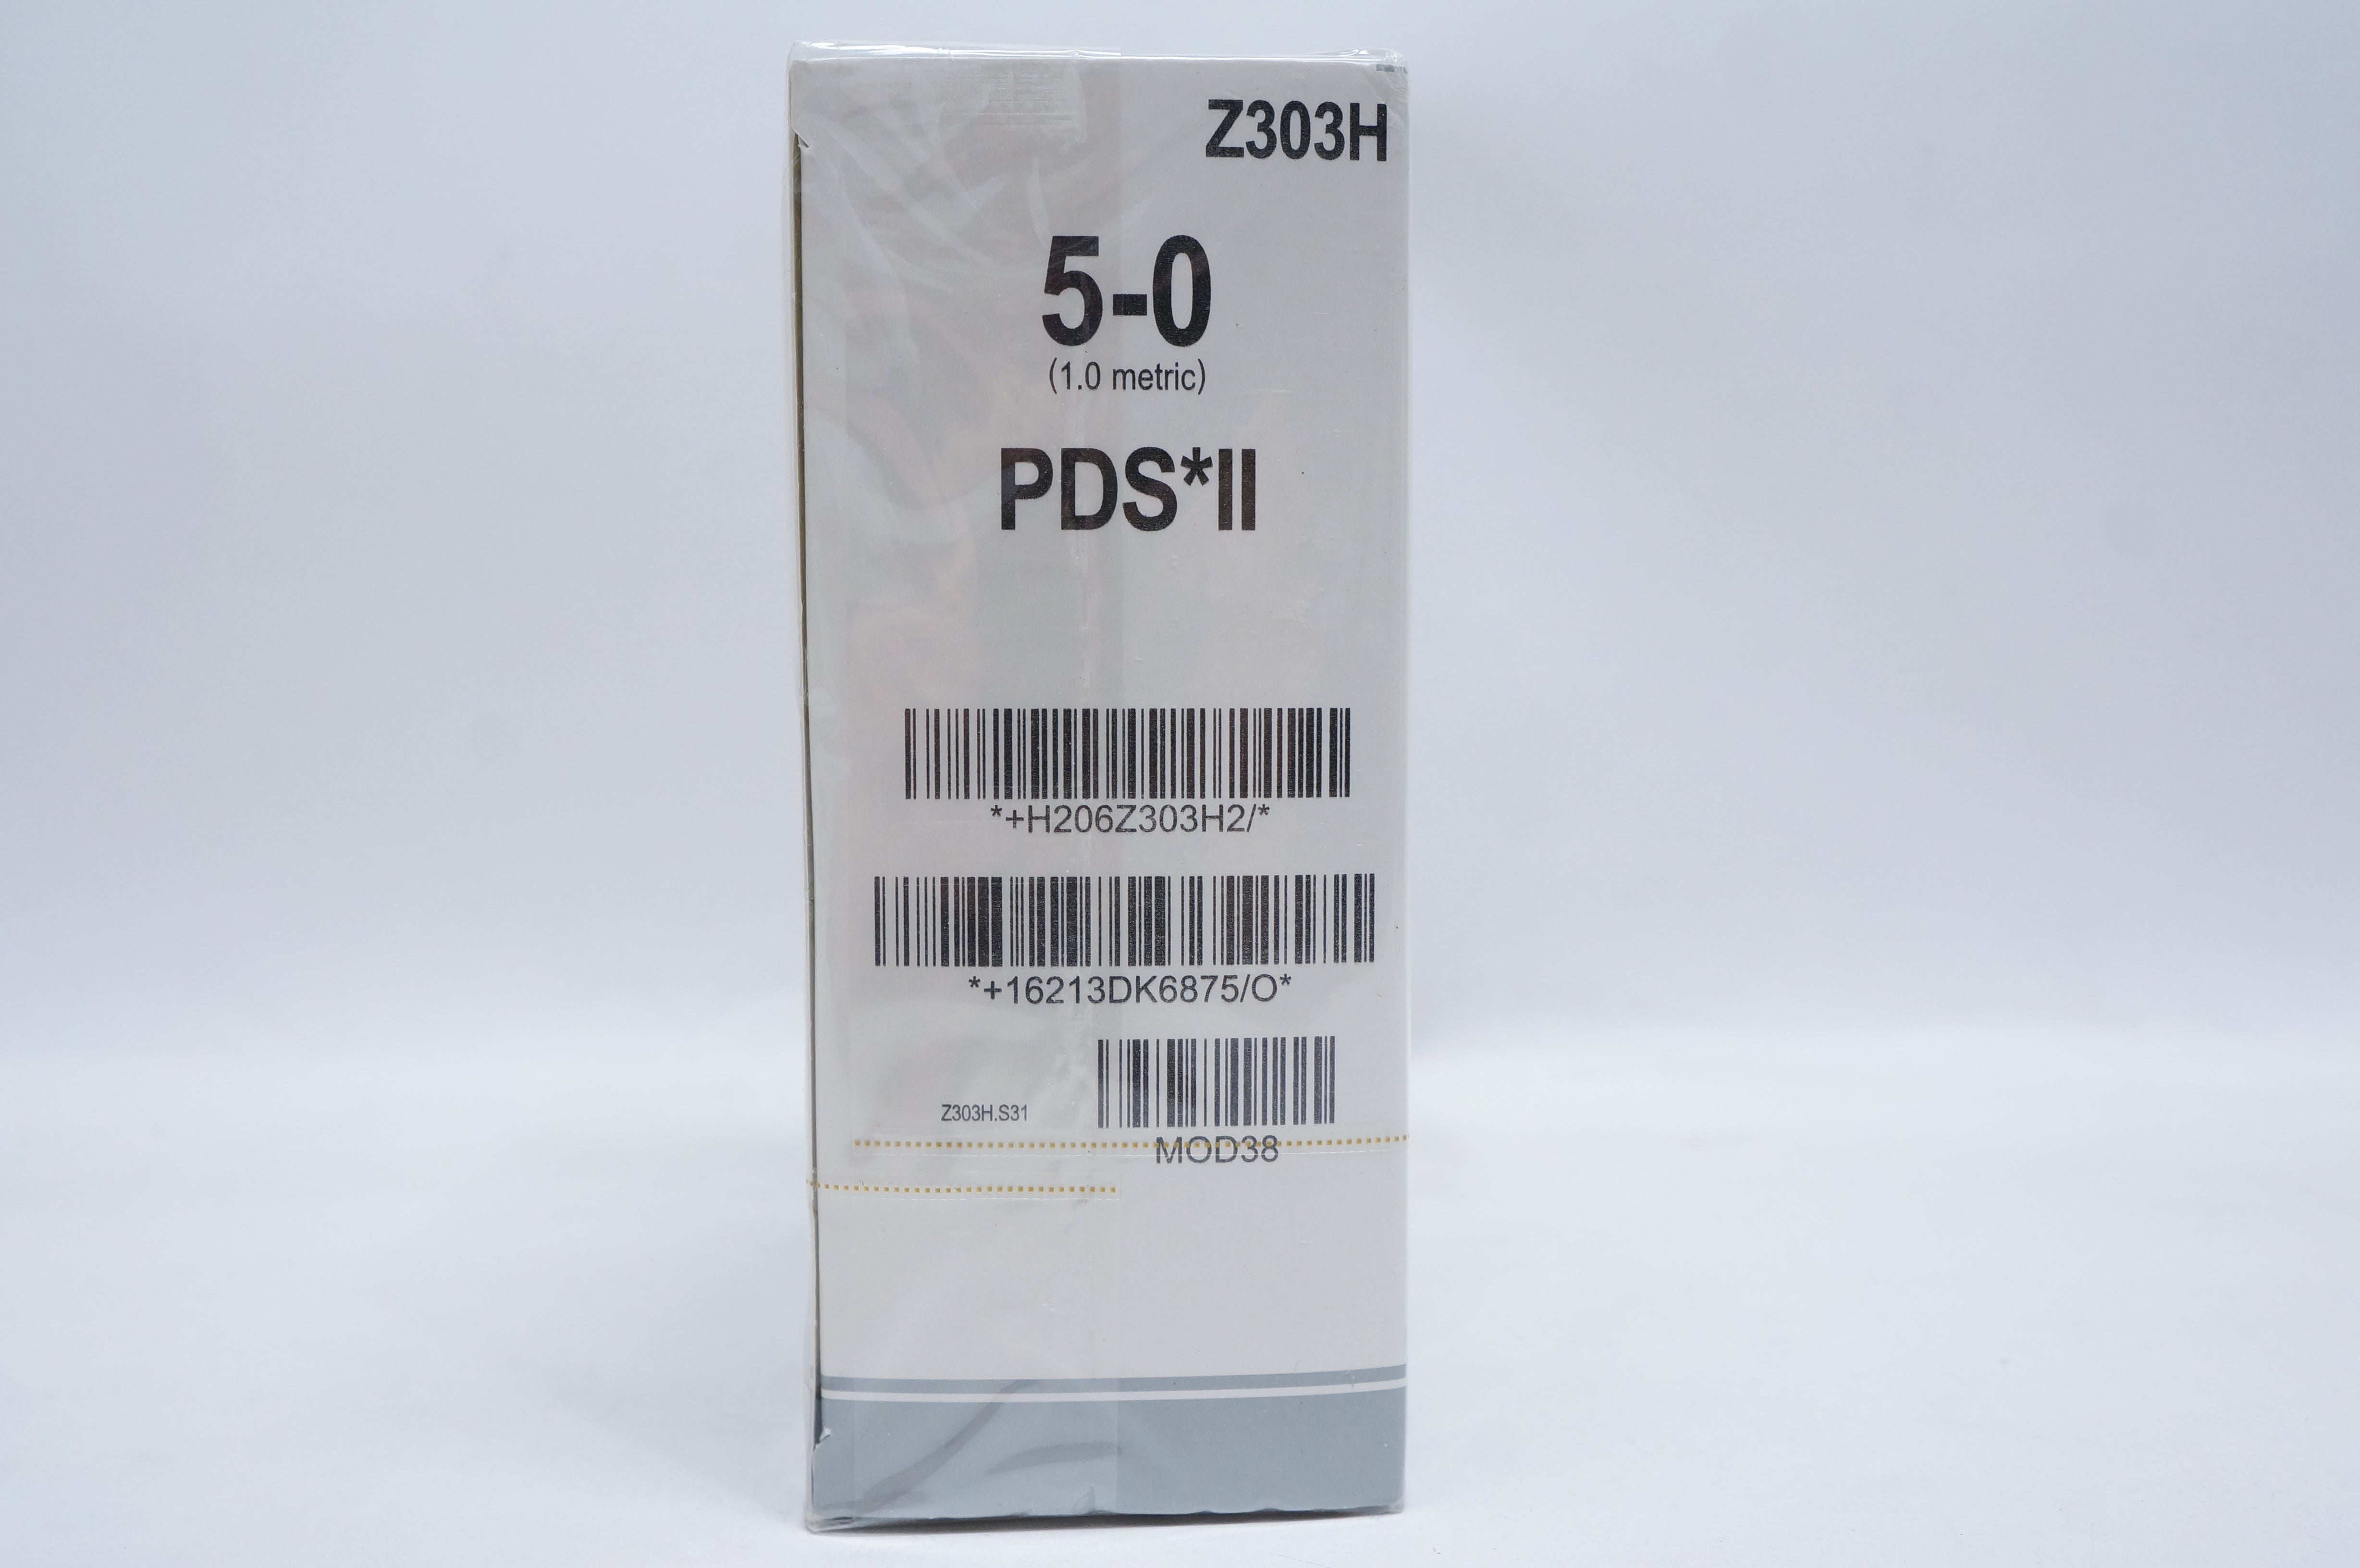 Z303H
5-0
(1.0 metric)
PDS*II
*+H206Z303H2/*
*+16213DK6875/O*
Z303H.S31
MOD38